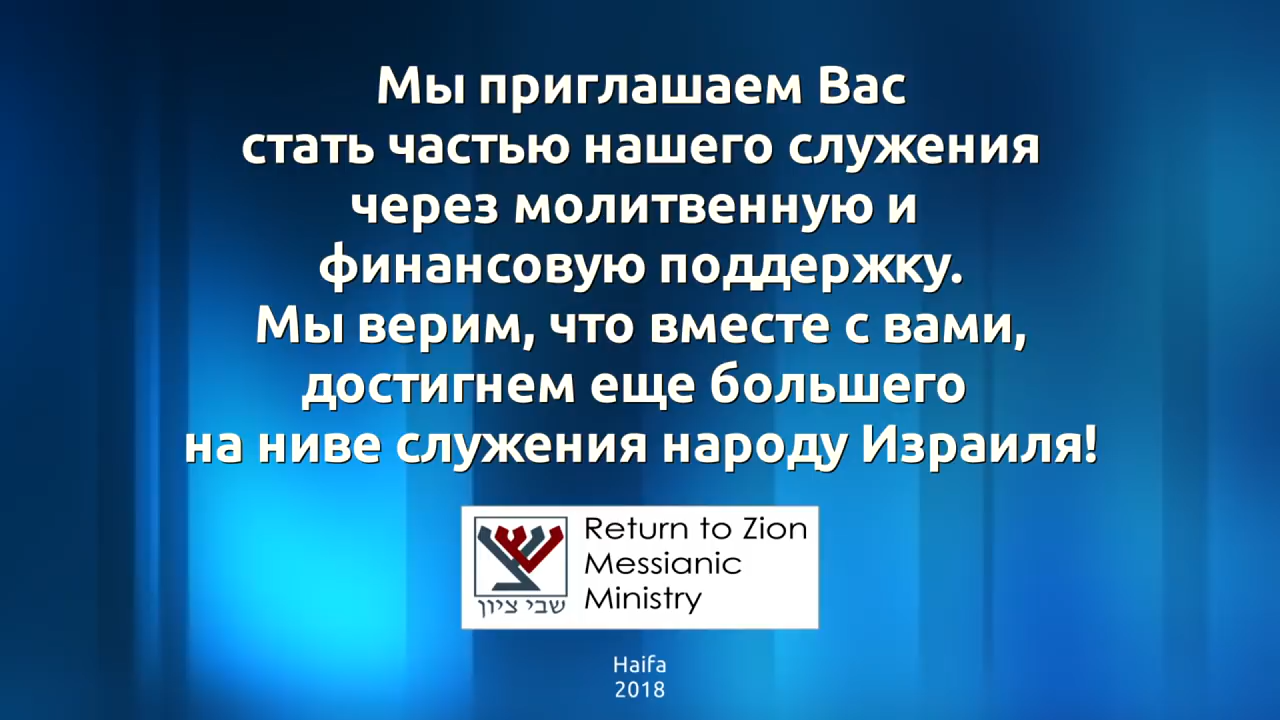 Мы приглашаем Вас
стать частью нашего служения
через молитвенную и
финансовую поддержку.
Мы верим, что вместе с вами,
достигнем еще большего
на ниве служения народу Израиля!
Return to Zion
Messianic
Ministry
שבי ציון
Haifa
2018